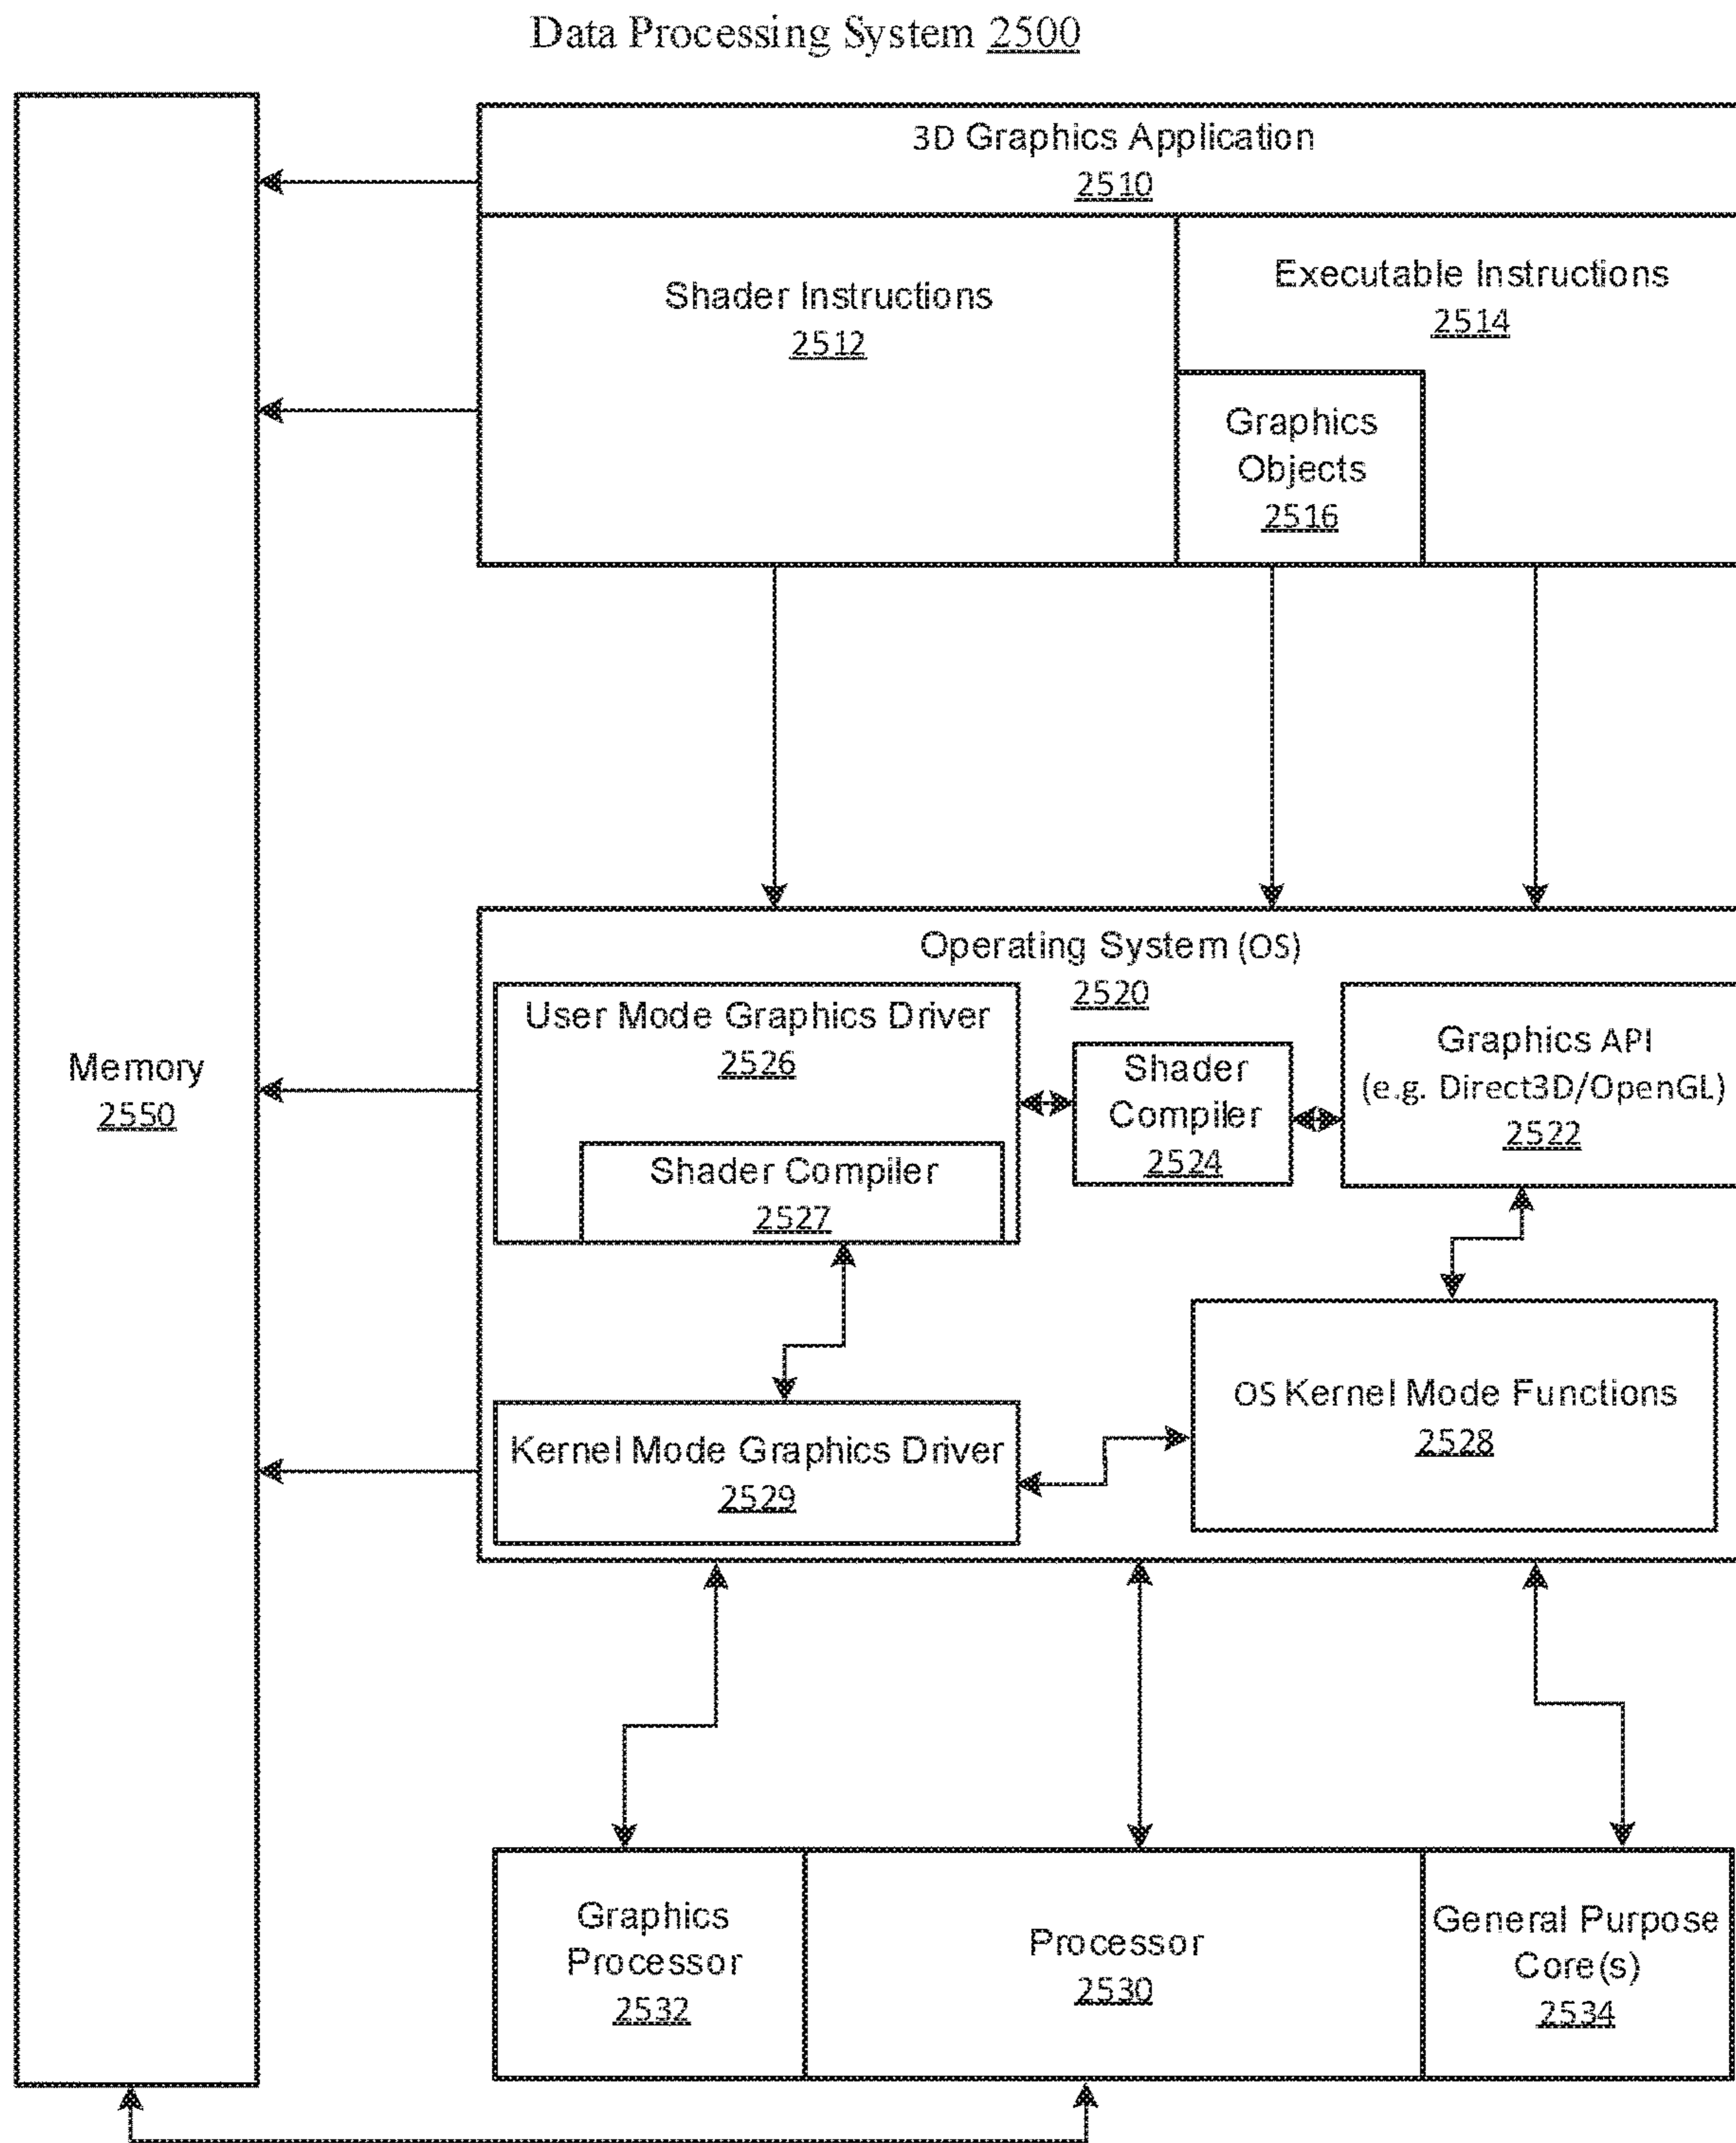 Data Processing System 2500
3D Graphics Application
2510
Shader Instructions
2512
Executable Instructions
2514
Graphics
Objects
2516
Operating System (OS)
2520
User Mode Graphics Driver
2526
Shader Compiler
2527
Shader
Compiler
2524
Graphics API
(e.g. Direct3D/OpenGL)
2522
Memory
2550
OS Kernel Mode Functions
2528
Kernel Mode Graphics Driver
2529
Graphics
Processor
2532
Processor
2530
General Purpose
Core(s)
2534